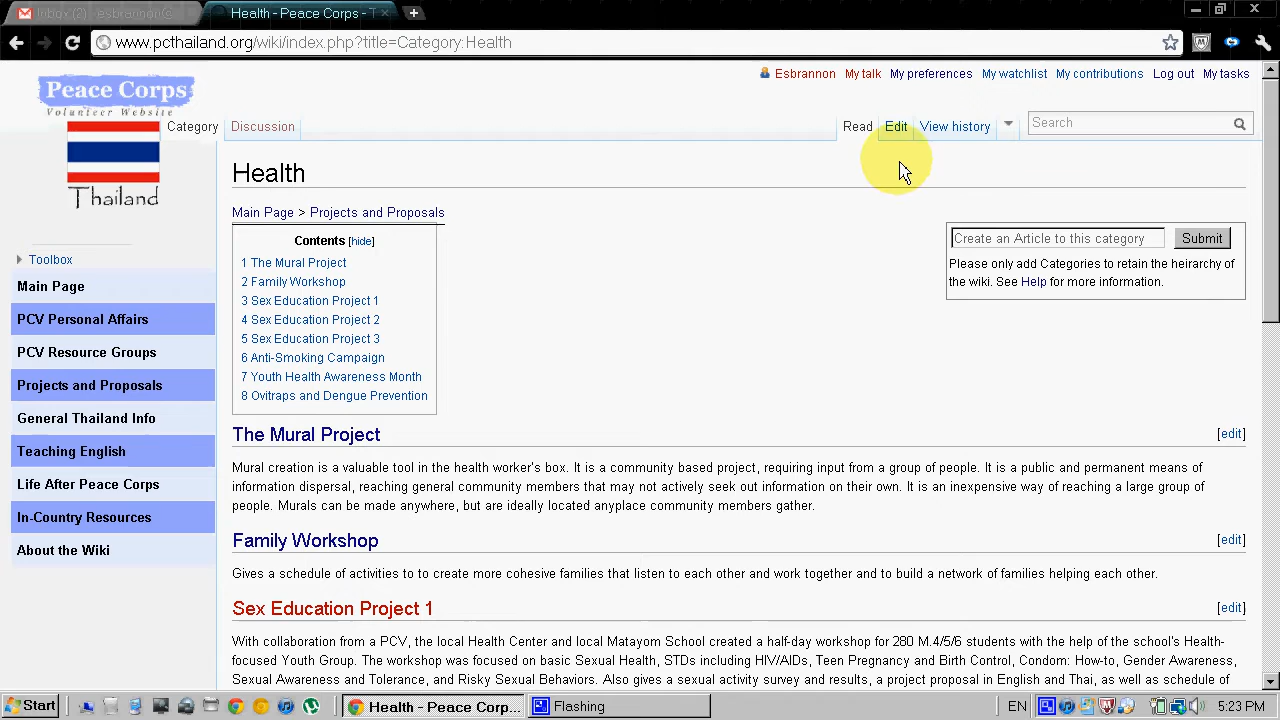 Inbox (2) - esbrannon@
Health - Peace Corps - T
www.pcthailand.org/wiki/index.php?title=Category:Health
Esbrannon My talk My preferences My watchlist My contributions Log out My tasks
Peace Corps
Volunteer Website
Thailand
Category Discussion Read Edit View history Search
Health
Main Page > Projects and Proposals
Contents [hide]
1 The Mural Project
2 Family Workshop
3 Sex Education Project 1
4 Sex Education Project 2
5 Sex Education Project 3
6 Anti-Smoking Campaign
7 Youth Health Awareness Month
8 Ovitraps and Dengue Prevention
Create an Article to this category Submit
Please only add Categories to retain the heirarchy of
the wiki. See Help for more information.
Toolbox
Main Page
PCV Personal Affairs
PCV Resource Groups
Projects and Proposals
General Thailand Info
Teaching English
Life After Peace Corps
In-Country Resources
About the Wiki
The Mural Project [edit]
Mural creation is a valuable tool in the health worker's box. It is a community based project, requiring input from a group of people. It is a public and permanent means of
information dispersal, reaching general community members that may not actively seek out information on their own. It is an inexpensive way of reaching a large group of
people. Murals can be made anywhere, but are ideally located anyplace community members gather.
Family Workshop [edit]
Gives a schedule of activities to to create more cohesive families that listen to each other and work together and to build a network of families helping each other.
Sex Education Project 1 [edit]
With collaboration from a PCV, the local Health Center and local Matayom School created a half-day workshop for 280 M.4/5/6 students with the help of the school's Health-
focused Youth Group. The workshop was focused on basic Sexual Health, STDs including HIV/AIDs, Teen Pregnancy and Birth Control, Condom: How-to, Gender Awareness,
Sexual Awareness and Tolerance, and Risky Sexual Behaviors. Also gives a sexual activity survey and results, a project proposal in English and Thai, as well as schedule of
Start Health - Peace Corp... Flashing EN 5:23 PM